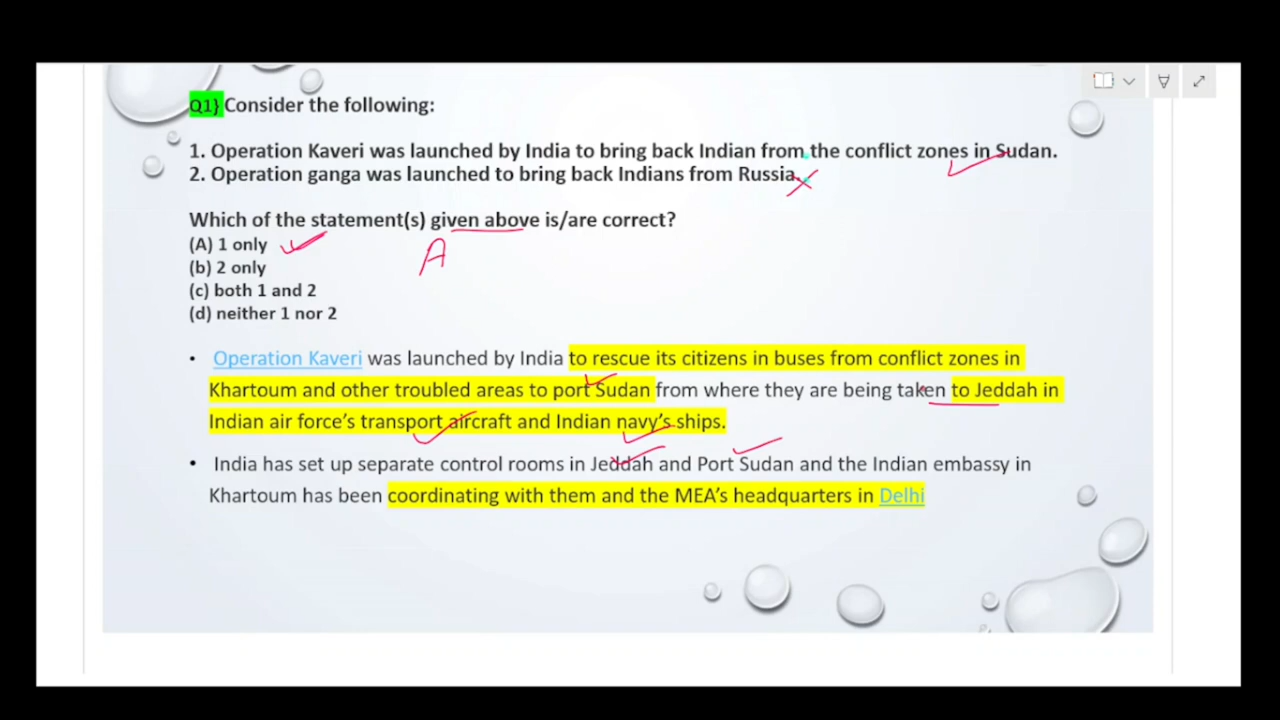 Q1} Consider the following:
1. Operation Kaveri was launched by India to bring back Indian from the conflict zones in Sudan.
2. Operation ganga was launched to bring back Indians from Russia.
Which of the statement(s) given above is/are correct?
(A) 1 only
A
(b) 2 only
(c) both 1 and 2
(d) neither 1 nor 2
• Operation Kaveri was launched by India to rescue its citizens in buses from conflict zones in
Khartoum and other troubled areas to port Sudan from where they are being taken to Jeddah in
Indian air force's transport aircraft and Indian navy's ships.
• India has set up separate control rooms in Jeddah and Port Sudan and the Indian embassy in
Khartoum has been coordinating with them and the MEA's headquarters in Delhi